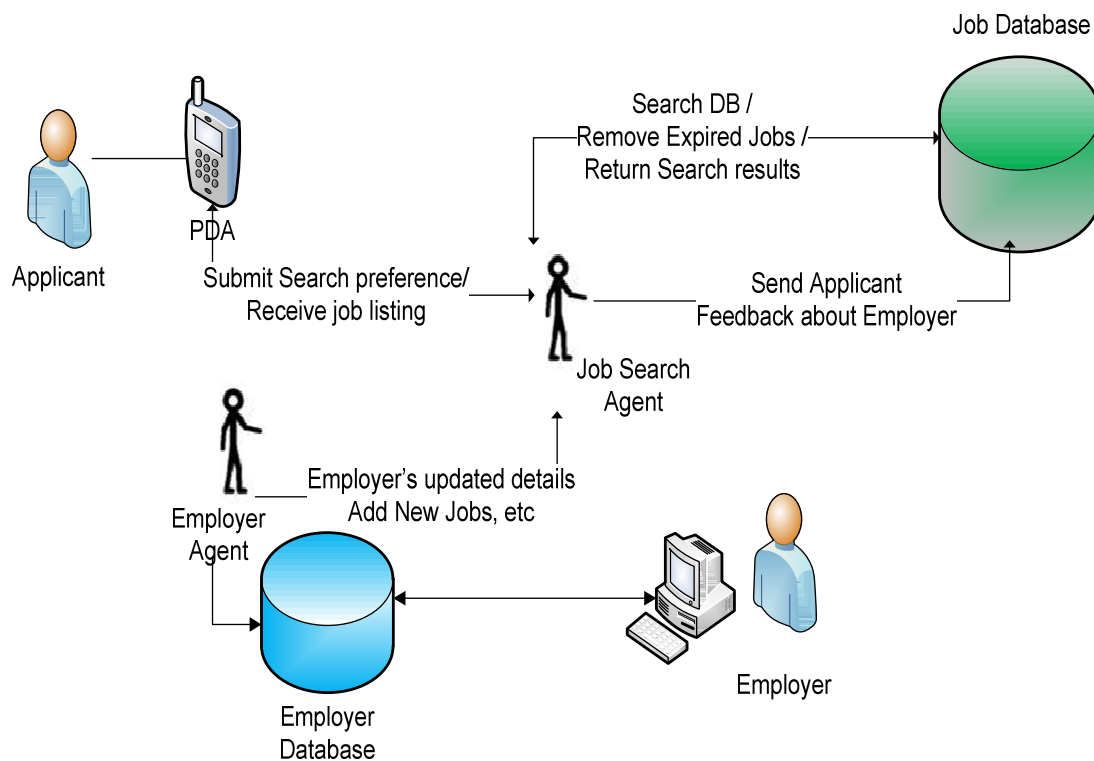 Job Database
Search DB /
Remove Expired Jobs /
Return Search results
PDA
Applicant
Submit Search preference/
Receive job listing
Send Applicant
Feedback about Employer
Job Search
Agent
Employer's updated details
Add New Jobs, etc
Employer
Agent
Employer
Employer
Database